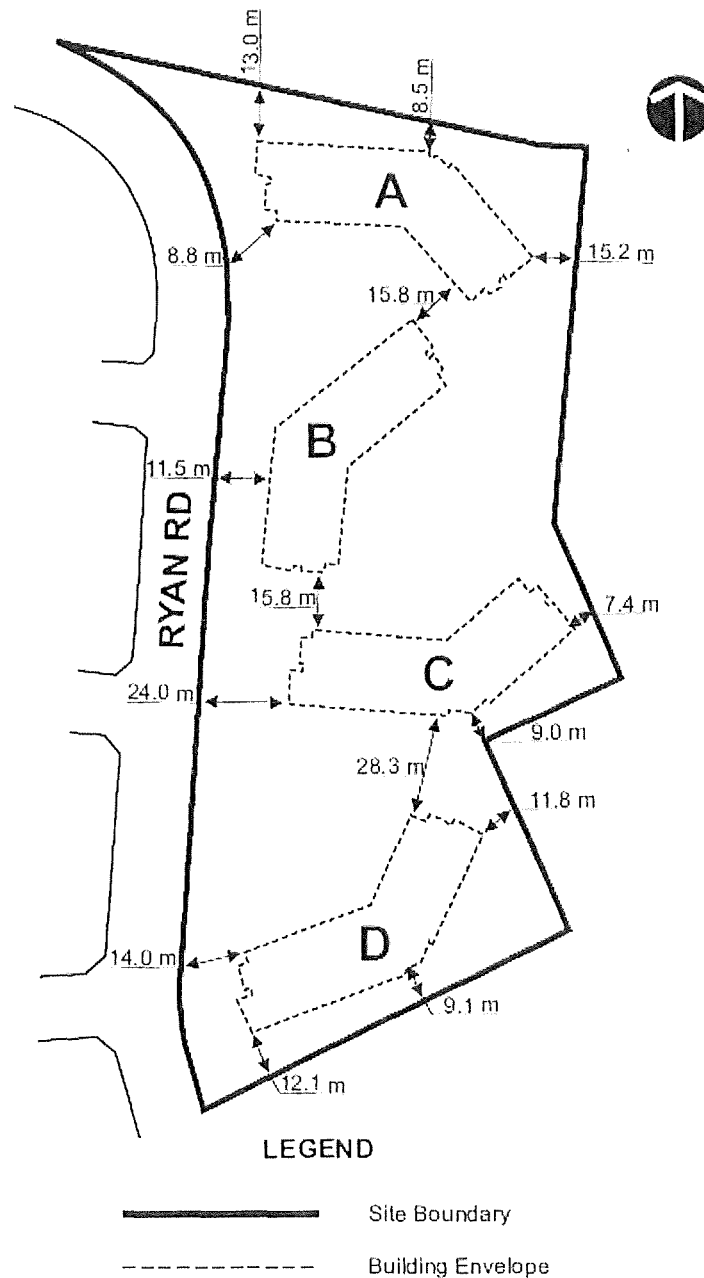 13.0 m
8.5 m
A
8.8 m
15.2 m
15.8 m
B
11.5 m
RYAN RD
15.8 m
7.4 m
C
24.0 m
9.0 m
28.3 m
11.8 m
D
14.0 m
9.1 m
12.1 m
LEGEND
Site Boundary
Building Envelope